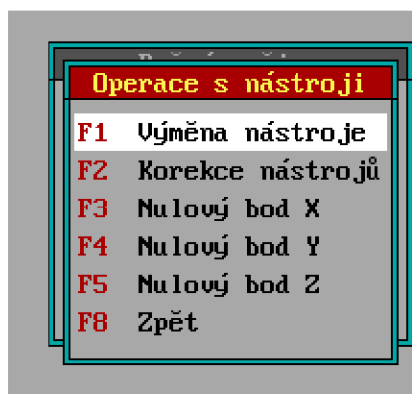 Operace s nástroji
F1 Výměna nástroje
F2 Korekce nástrojů
F3 Nulový bod X
F4 Nulový bod Y
F5 Nulový bod Z
F8 Zpět